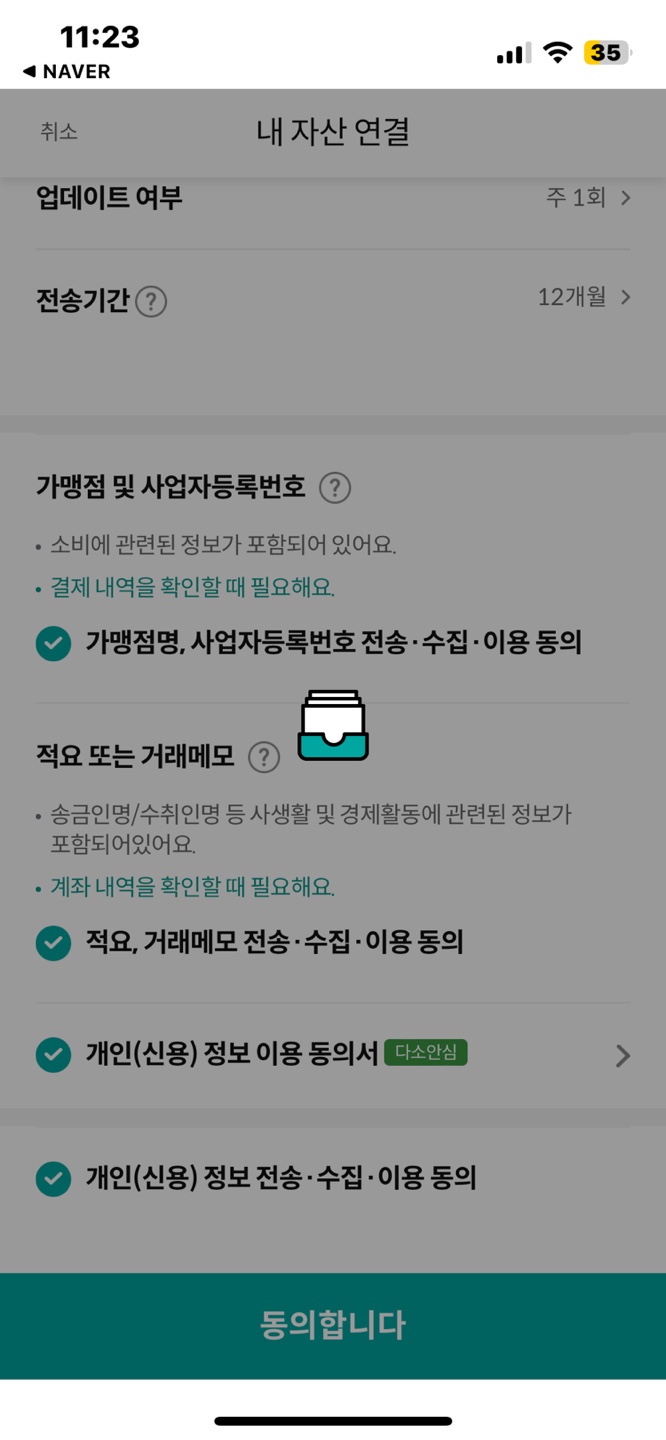 11:23
35
◀ NAVER
취소
내 자산 연결
업데이트 여부
주 1회 >
전송기간 ?
12개월 >
가맹점 및 사업자등록번호 ?
• 소비에 관련된 정보가 포함되어 있어요.
• 결제 내역을 확인할 때 필요해요.
가맹점명, 사업자등록번호 전송·수집·이용 동의
적요 또는 거래메모 ?
• 송금인명/수취인명 등 사생활 및 경제활동에 관련된 정보가
포함되어있어요.
• 계좌 내역을 확인할 때 필요해요.
적요, 거래메모 전송·수집·이용 동의
개인(신용) 정보 이용 동의서 다소안심 >
개인(신용) 정보 전송·수집·이용 동의
동의합니다